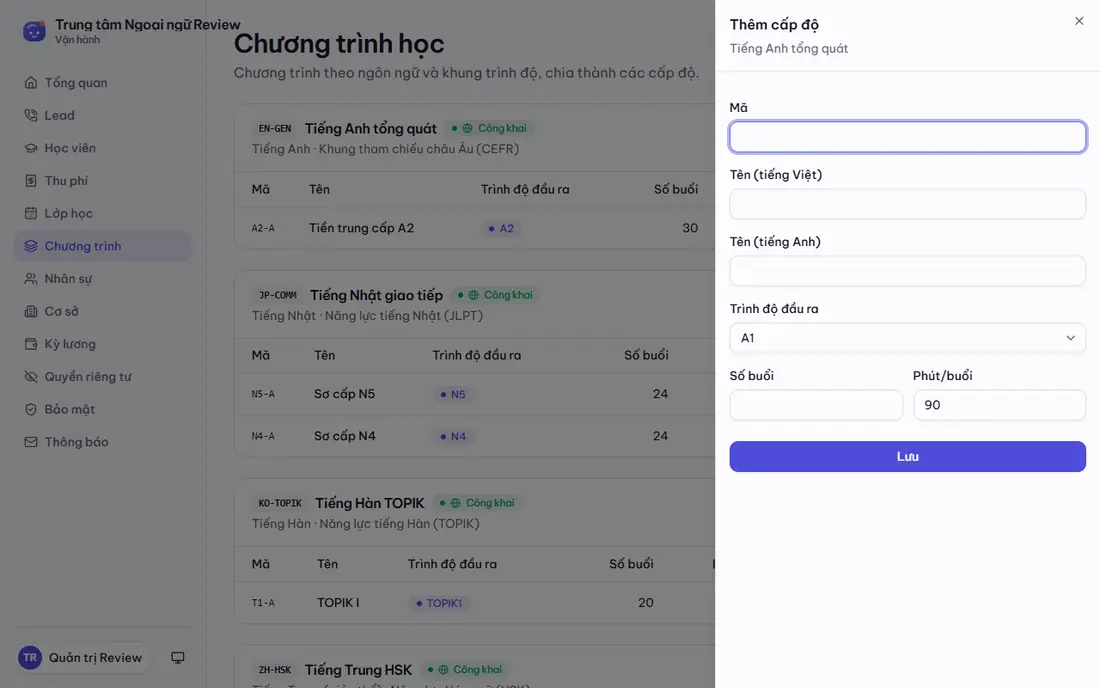 Trung tâm Ngoại ngữ Review
Vận hành
Tổng quan
Lead
Học viên
Thu phí
Lớp học
Chương trình
Nhân sự
Cơ sở
Kỳ lương
Quyền riêng tư
Bảo mật
Thông báo
TR Quản trị Review
Chương trình học
Chương trình theo ngôn ngữ và khung trình độ, chia thành các cấp độ.
EN-GEN Tiếng Anh tổng quát Công khai
Tiếng Anh · Khung tham chiếu châu Âu (CEFR)
Mã Tên Trình độ đầu ra Số buổi
A2-A Tiền trung cấp A2 A2 30
JP-COMM Tiếng Nhật giao tiếp Công khai
Tiếng Nhật · Năng lực tiếng Nhật (JLPT)
Mã Tên Trình độ đầu ra Số buổi
N5-A Sơ cấp N5 N5 24
N4-A Sơ cấp N4 N4 24
KO-TOPIK Tiếng Hàn TOPIK Công khai
Tiếng Hàn · Năng lực tiếng Hàn (TOPIK)
Mã Tên Trình độ đầu ra Số buổi
T1-A TOPIK I TOPIK1 20
ZH-HSK Tiếng Trung HSK Công khai
Thêm cấp độ
Tiếng Anh tổng quát
Mã
Tên (tiếng Việt)
Tên (tiếng Anh)
Trình độ đầu ra
A1
Số buổi Phút/buổi
90
Lưu